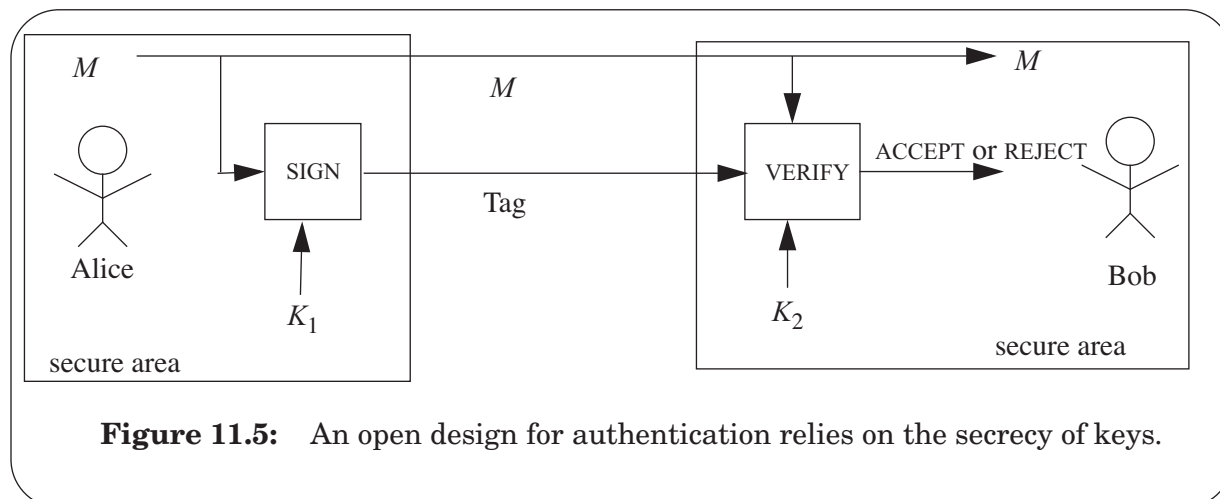 M
M
M
SIGN
VERIFY
ACCEPT or REJECT
Tag
Alice
Bob
K1
K2
secure area
secure area
Figure 11.5: An open design for authentication relies on the secrecy of keys.